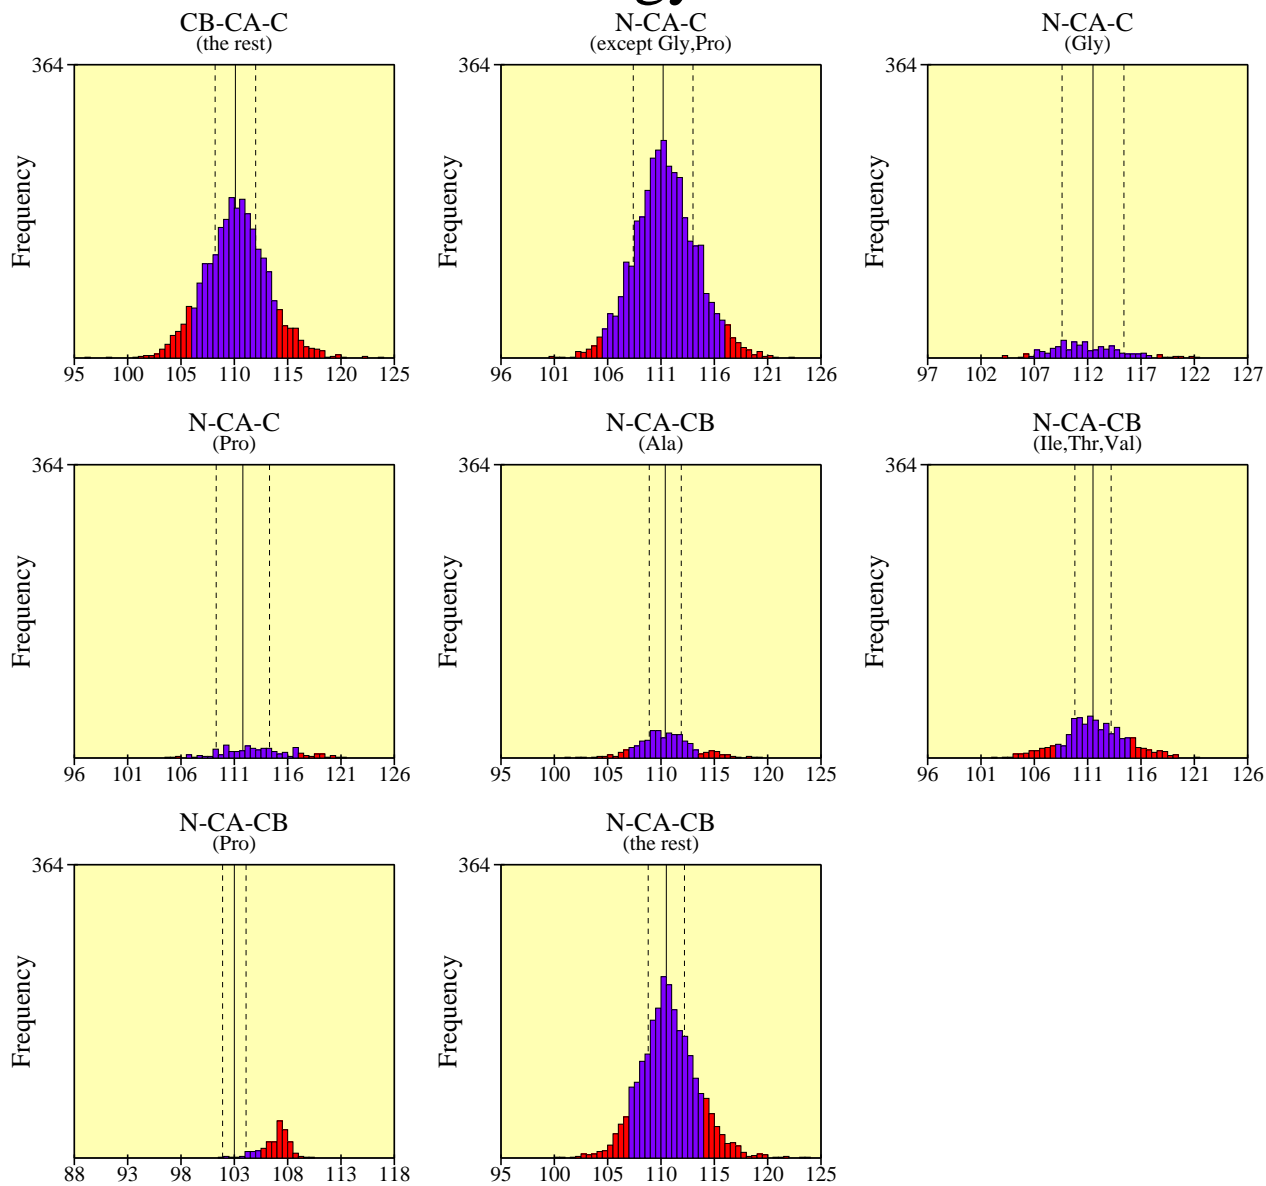 CB-CA-C
(the rest)
364
Frequency
95 100 105 110 115 120 125
N-CA-C
(except Gly,Pro)
364
Frequency
96 101 106 111 116 121 126
N-CA-C
(Gly)
364
Frequency
97 102 107 112 117 122 127
N-CA-C
(Pro)
364
Frequency
96 101 106 111 116 121 126
N-CA-CB
(Ala)
364
Frequency
95 100 105 110 115 120 125
N-CA-CB
(Ile,Thr,Val)
364
Frequency
96 101 106 111 116 121 126
N-CA-CB
(Pro)
364
Frequency
88 93 98 103 108 113 118
N-CA-CB
(the rest)
364
Frequency
95 100 105 110 115 120 125